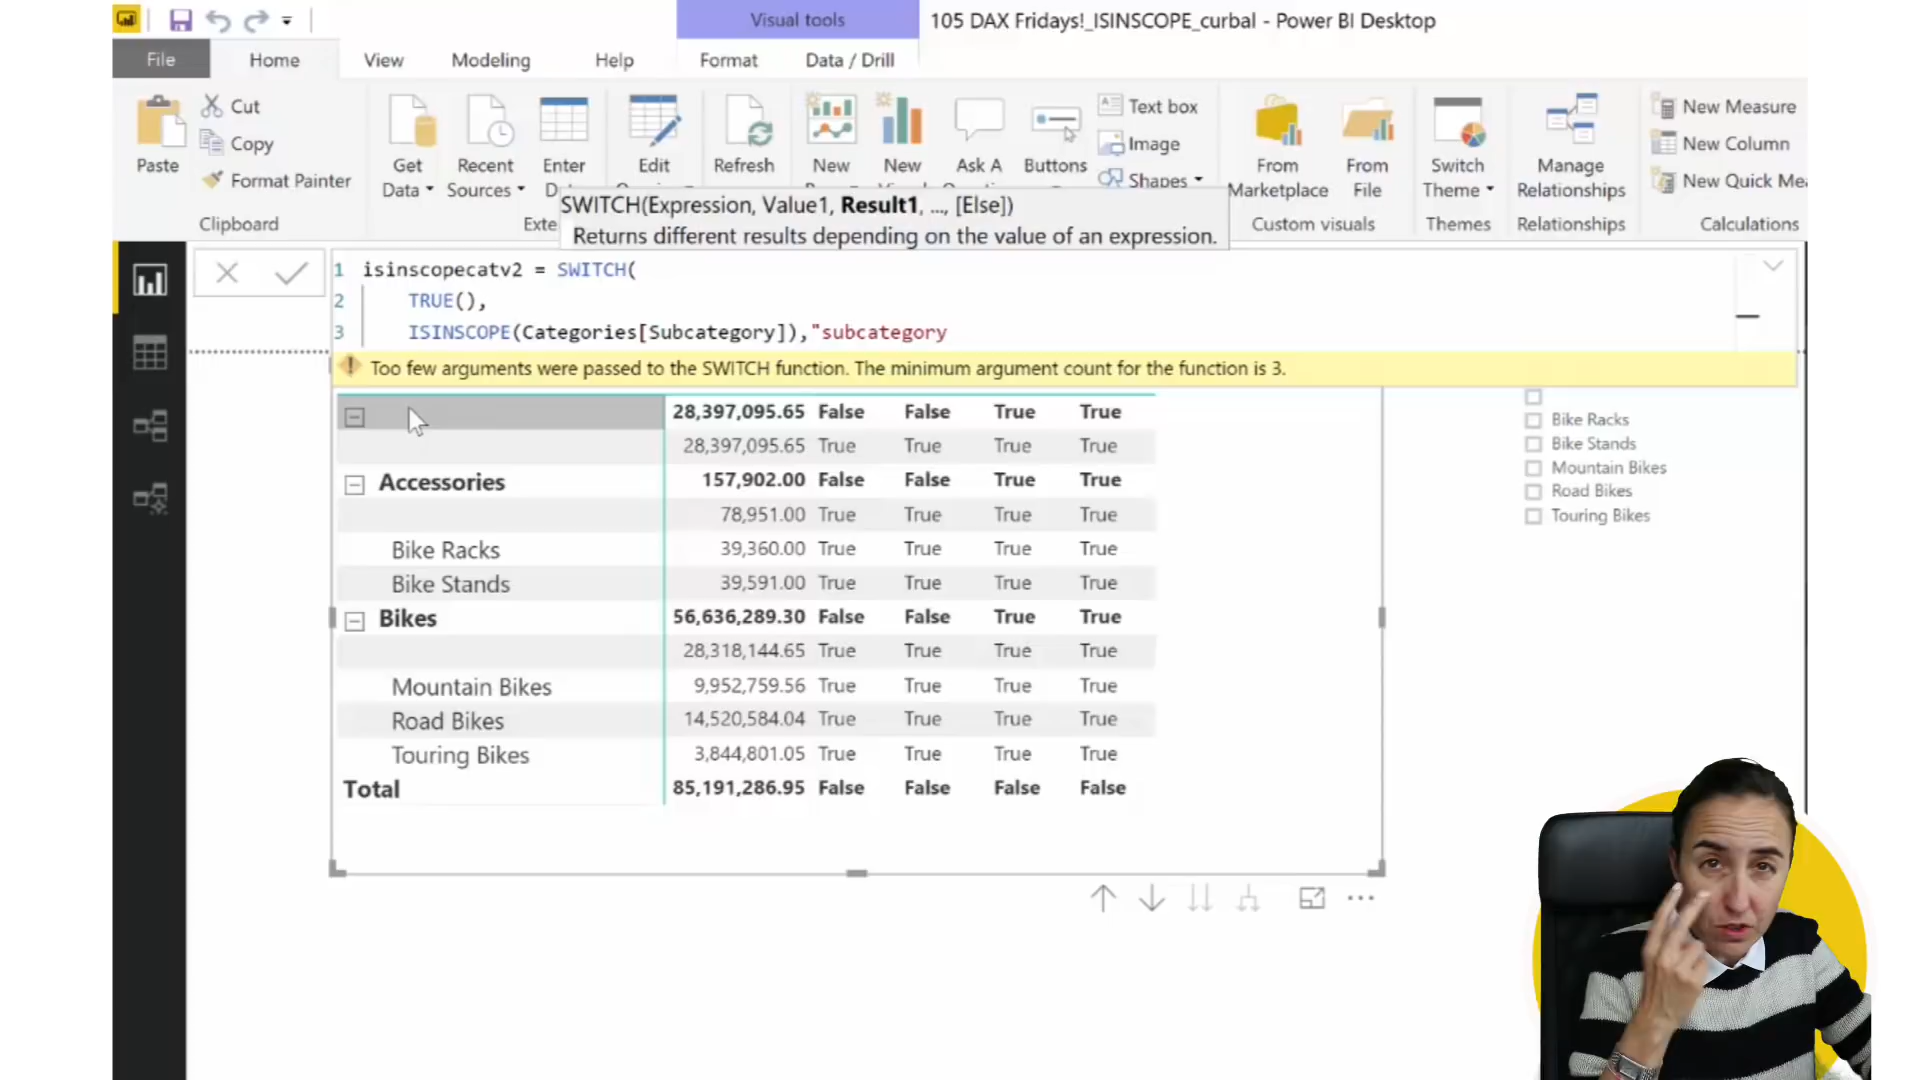 Visual tools
105 DAX Fridays!_ISINSCOPE_curbal - Power BI Desktop
File
Home
View
Modeling
Help
Format
Data / Drill
Paste
Cut
Copy
Format Painter
Clipboard
Get Data
Recent Sources
Enter
Edit
Refresh
New
New
Ask A
Buttons
Text box
Image
Shapes
From Marketplace
From File
Custom visuals
Switch Theme
Themes
Manage Relationships
Relationships
New Measure
New Column
New Quick Mea
Calculations
Exte
SWITCH(Expression, Value1, Result1, ..., [Else])
Returns different results depending on the value of an expression.
1 isinscopecatv2 = SWITCH(
2 TRUE(),
3 ISINSCOPE(Categories[Subcategory]),"subcategory
Too few arguments were passed to the SWITCH function. The minimum argument count for the function is 3.
28,397,095.65 False False True True
28,397,095.65 True True True True
Accessories 157,902.00 False False True True
78,951.00 True True True True
Bike Racks 39,360.00 True True True True
Bike Stands 39,591.00 True True True True
Bikes 56,636,289.30 False False True True
28,318,144.65 True True True True
Mountain Bikes 9,952,759.56 True True True True
Road Bikes 14,520,584.04 True True True True
Touring Bikes 3,844,801.05 True True True True
Total 85,191,286.95 False False False False
Bike Racks
Bike Stands
Mountain Bikes
Road Bikes
Touring Bikes